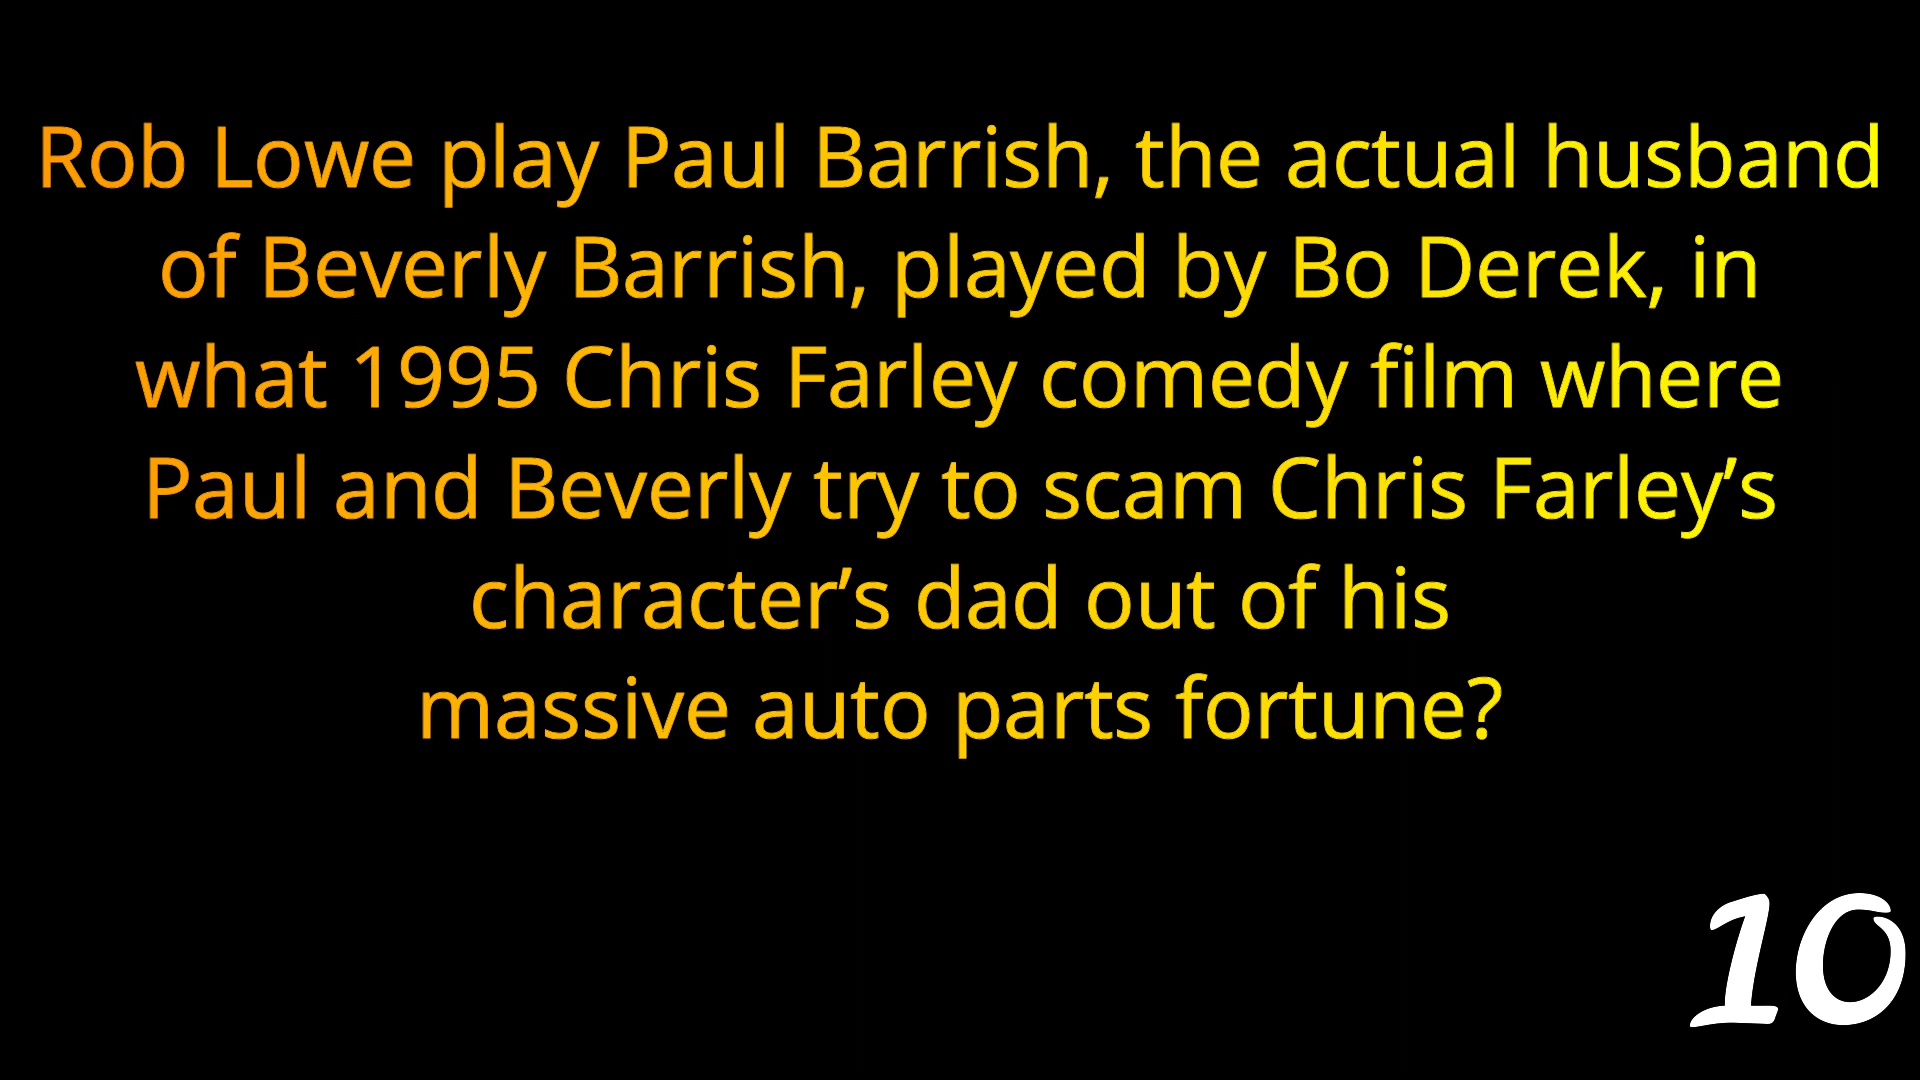 Rob Lowe play Paul Barrish, the actual husband
of Beverly Barrish, played by Bo Derek, in
what 1995 Chris Farley comedy film where
Paul and Beverly try to scam Chris Farley’s
character’s dad out of his
massive auto parts fortune?
10